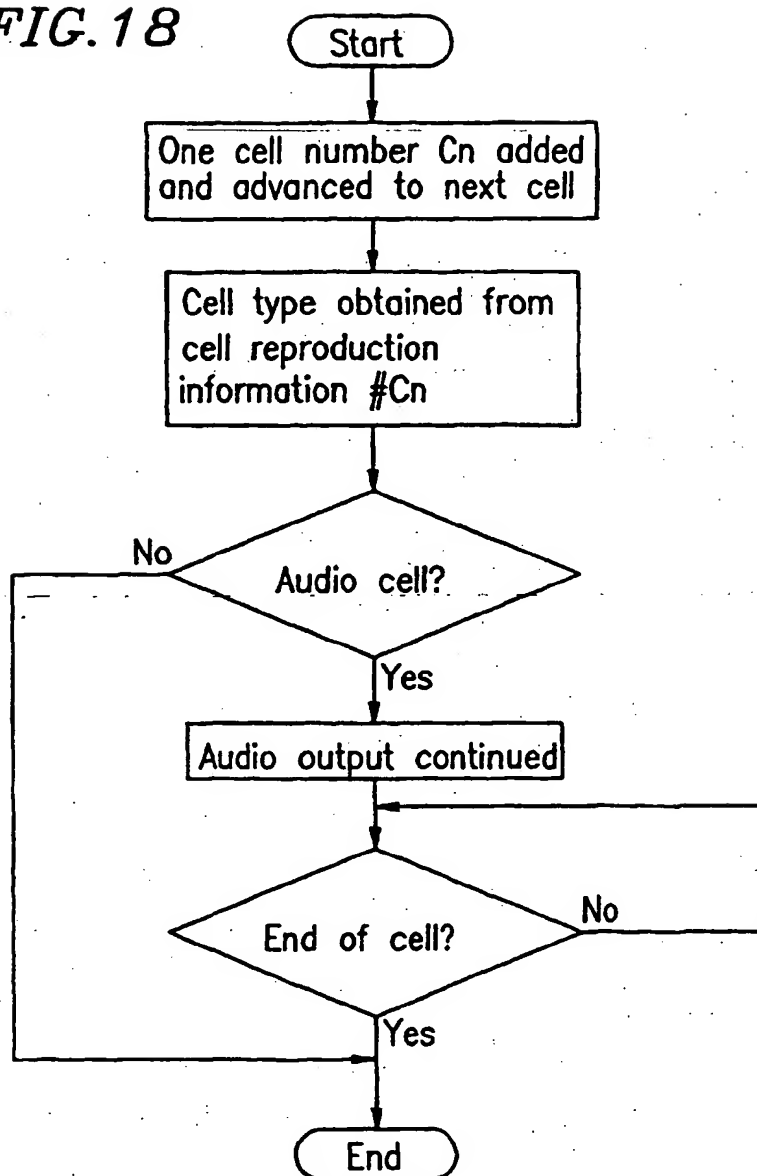 FIG.18
Start
One cell number Cn added
and advanced to next cell
Cell type obtained from
cell reproduction
information #Cn
No
Audio cell?
Yes
Audio output continued
End of cell?
No
Yes
End